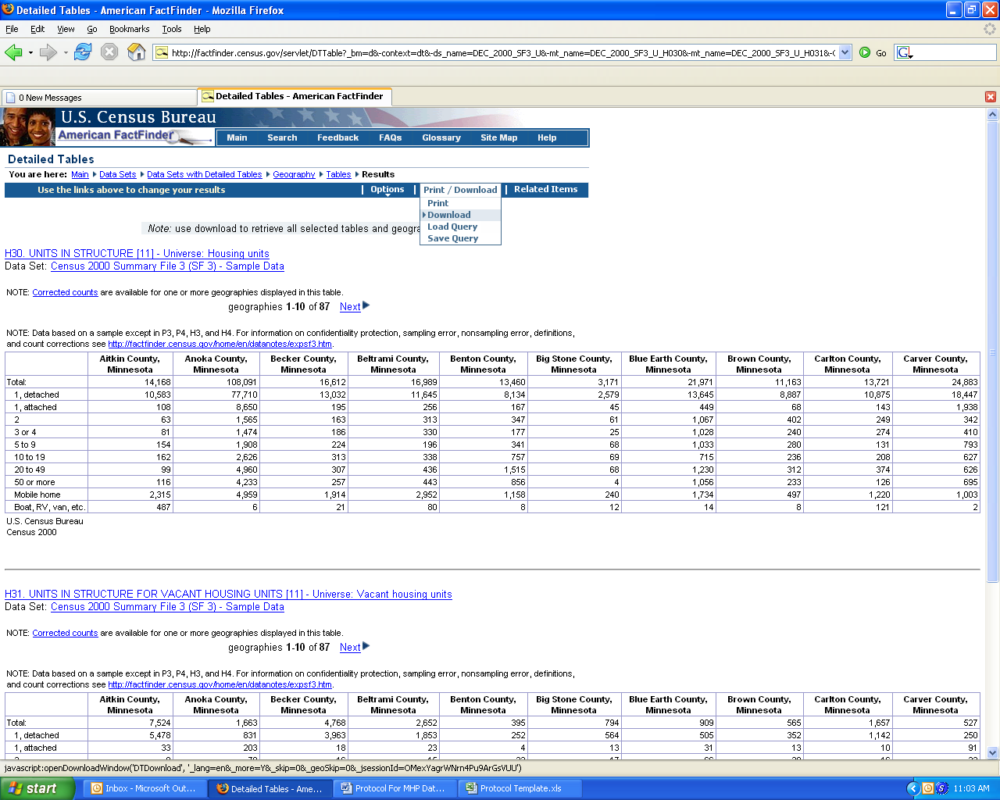 Detailed Tables - American FactFinder - Mozilla Firefox
File Edit View Go Bookmarks Tools Help
http://factfinder.census.gov/servlet/DTTable?_bm=d&-context=dt&-ds_name=DEC_2000_SF3_U&-mt_name=DEC_2000_SF3_U_H030&-mt_name=DEC_2000_SF3_U_H031&-( Go G
0 New Messages Detailed Tables - American FactFinder
U.S. Census Bureau
American FactFinder Main Search Feedback FAQs Glossary Site Map Help
Detailed Tables
You are here: Main Data Sets Data Sets with Detailed Tables Geography Tables Results
Use the links above to change your results | Options | Print / Download | Related Items
Print
Download
Load Query
Save Query
Note: use download to retrieve all selected tables and geogra
H30. UNITS IN STRUCTURE [11] - Universe: Housing units
Data Set: Census 2000 Summary File 3 (SF 3) - Sample Data
NOTE: Corrected counts are available for one or more geographies displayed in this table.
geographies 1-10 of 87 Next
NOTE: Data based on a sample except in P3, P4, H3, and H4. For information on confidentiality protection, sampling error, nonsampling error, definitions,
and count corrections see http://factfinder.census.gov/home/en/datanotes/expsf3.htm.
Aitkin County, Anoka County, Becker County, Beltrami County, Benton County, Big Stone County, Blue Earth County, Brown County, Carlton County, Carver County,
Minnesota Minnesota Minnesota Minnesota Minnesota Minnesota Minnesota Minnesota Minnesota Minnesota
Total: 14,168 108,091 16,612 16,989 13,460 3,171 21,971 11,163 13,721 24,883
1, detached 10,583 77,710 13,032 11,645 8,134 2,579 13,645 8,887 10,875 18,447
1, attached 108 8,650 195 256 167 45 449 68 143 1,938
2 63 1,565 163 313 347 61 1,067 402 249 342
3 or 4 81 1,474 186 330 177 25 1,028 240 274 410
5 to 9 154 1,908 224 196 341 68 1,033 280 131 793
10 to 19 162 2,626 313 338 757 69 715 236 208 627
20 to 49 99 4,960 307 436 1,515 68 1,230 312 374 626
50 or more 116 4,233 257 443 856 4 1,056 233 126 695
Mobile home 2,315 4,959 1,914 2,952 1,158 240 1,734 497 1,220 1,003
Boat, RV, van, etc. 487 6 21 80 8 12 14 8 121 2
U.S. Census Bureau
Census 2000
H31. UNITS IN STRUCTURE FOR VACANT HOUSING UNITS [11] - Universe: Vacant housing units
Data Set: Census 2000 Summary File 3 (SF 3) - Sample Data
NOTE: Corrected counts are available for one or more geographies displayed in this table.
geographies 1-10 of 87 Next
NOTE: Data based on a sample except in P3, P4, H3, and H4. For information on confidentiality protection, sampling error, nonsampling error, definitions,
and count corrections see http://factfinder.census.gov/home/en/datanotes/expsf3.htm.
Aitkin County, Anoka County, Becker County, Beltrami County, Benton County, Big Stone County, Blue Earth County, Brown County, Carlton County, Carver County,
Minnesota Minnesota Minnesota Minnesota Minnesota Minnesota Minnesota Minnesota Minnesota Minnesota
Total: 7,524 1,663 4,768 2,652 395 794 909 565 1,657 527
1, detached 5,478 831 3,963 1,853 252 564 505 352 1,142 250
1, attached 33 203 18 23 4 13 31 13 10 91
javascript:openDownloadWindow('DTDownload', '_lang=en&_more=Y&_skip=0&_geoSkip=0&_jsessionId=OMexYagrWNrn4Pu9ArGsVUU')
start Inbox - Microsoft Out... Detailed Tables - Ame... Protocol For MHP Dat... Protocol Template.xls 11:03 AM